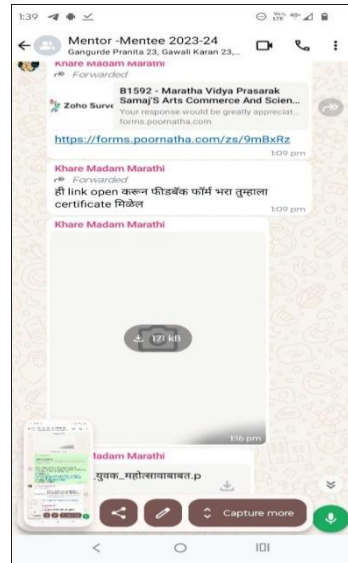 1:39
Mentor -Mentee 2023-24
Gangurde Pranita 23, Gawali Karan 23,...
Khare Madam Marathi
Forwarded
B1592 - Maratha Vidya Prasarak
Samaj'S Arts Commerce And Scien...
Zoho Surve
Your response would be greatly appreciat...
forms.poornatha.com
https://forms.poornatha.com/zs/9mBxRz
1:09 pm
Khare Madam Marathi
Forwarded
ही लिंक open करून फीडबॅक फॉर्म भरा तुम्हाला
certificate मिळेल
1:09 pm
Khare Madam Marathi
171 kB
1:16 pm
Madam Marathi
_युवक_महोत्सवाबाबत.p
Capture more